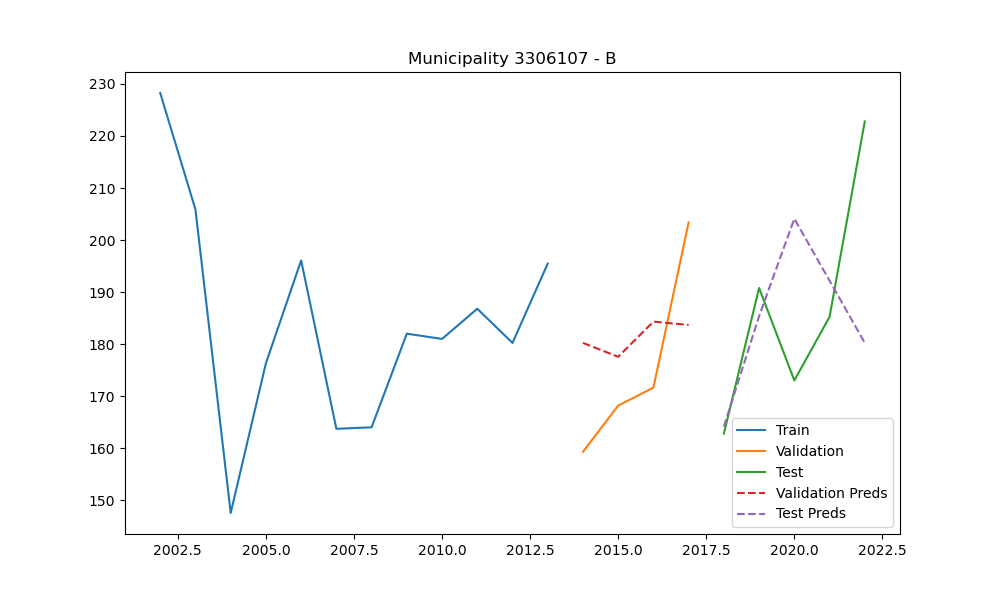 Municipality 3306107 - B
230
220
210
200
190
180
170
160
150
2002.5 2005.0 2007.5 2010.0 2012.5 2015.0 2017.5 2020.0 2022.5
Train
Validation
Test
Validation Preds
Test Preds